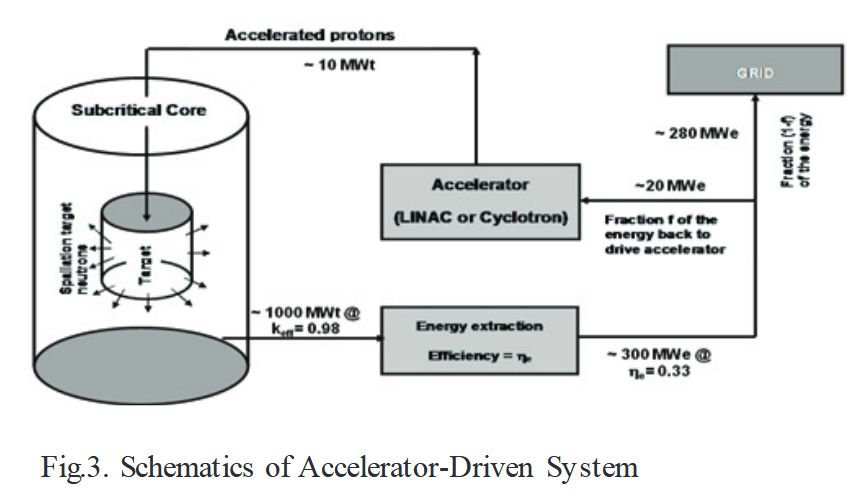 Accelerated protons
~ 10 MWt
GRID
Subcritical Core
~ 280 MWe
Fraction (1-f)
of the energy
Accelerator
(LINAC or Cyclotron)
~20 MWe
Fraction f of the
energy back to
drive accelerator
Spallation target
neutrons
Target
~ 1000 MWt @
keff = 0.98
Energy extraction
Efficiency = ηe
~ 300 MWe @
ηe = 0.33
Fig.3. Schematics of Accelerator-Driven System